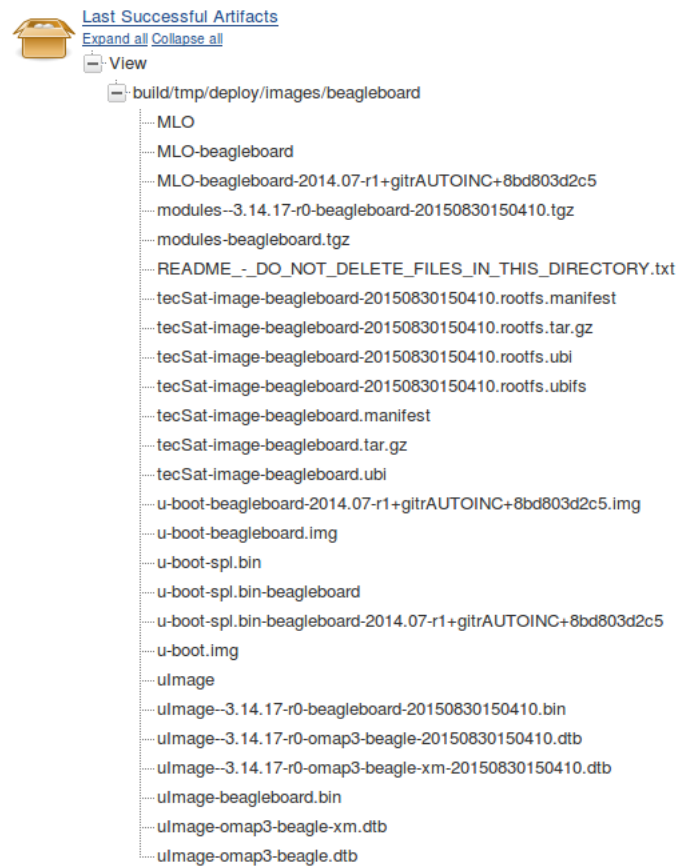 Last Successful Artifacts
Expand all Collapse all
View
build/tmp/deploy/images/beagleboard
MLO
MLO-beagleboard
MLO-beagleboard-2014.07-r1+gitrAUTOINC+8bd803d2c5
modules--3.14.17-r0-beagleboard-20150830150410.tgz
modules-beagleboard.tgz
README_-_DO_NOT_DELETE_FILES_IN_THIS_DIRECTORY.txt
tecSat-image-beagleboard-20150830150410.rootfs.manifest
tecSat-image-beagleboard-20150830150410.rootfs.tar.gz
tecSat-image-beagleboard-20150830150410.rootfs.ubi
tecSat-image-beagleboard-20150830150410.rootfs.ubifs
tecSat-image-beagleboard.manifest
tecSat-image-beagleboard.tar.gz
tecSat-image-beagleboard.ubi
u-boot-beagleboard-2014.07-r1+gitrAUTOINC+8bd803d2c5.img
u-boot-beagleboard.img
u-boot-spl.bin
u-boot-spl.bin-beagleboard
u-boot-spl.bin-beagleboard-2014.07-r1+gitrAUTOINC+8bd803d2c5
u-boot.img
uImage
uImage--3.14.17-r0-beagleboard-20150830150410.bin
uImage--3.14.17-r0-omap3-beagle-20150830150410.dtb
uImage--3.14.17-r0-omap3-beagle-xm-20150830150410.dtb
uImage-beagleboard.bin
uImage-omap3-beagle-xm.dtb
uImage-omap3-beagle.dtb